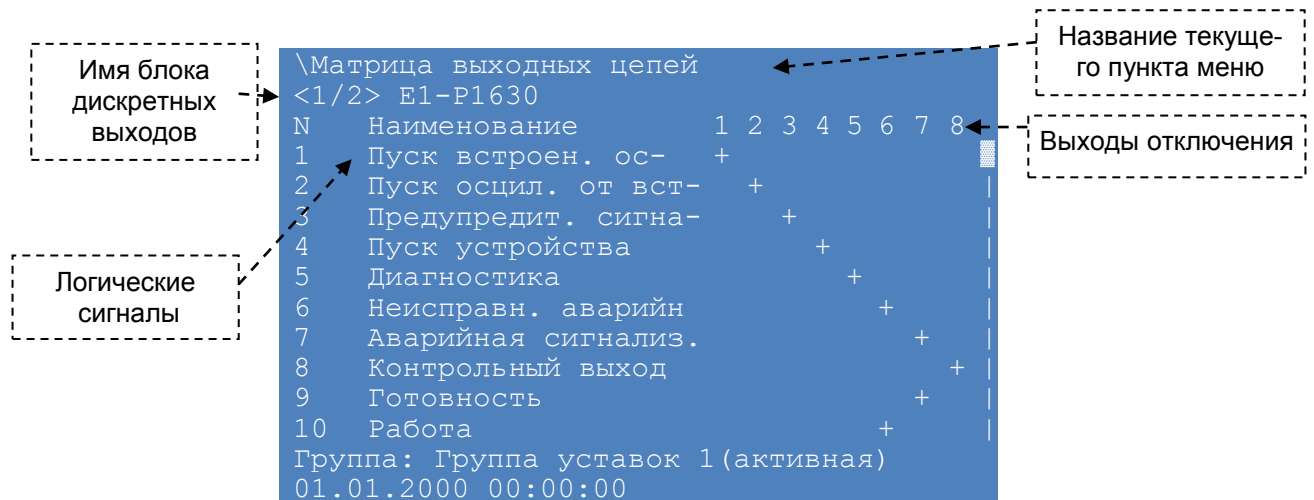 Имя блока
дискретных
выходов
Название текуще-
го пункта меню
\Матрица выходных цепей
<1/2> E1-P1630
N Наименование 1 2 3 4 5 6 7 8
Выходы отключения
1 Пуск встроен. ос- +
2 Пуск осцил. от вст- +
3 Предупредит. сигна- +
4 Пуск устройства +
5 Диагностика +
6 Неисправн. аварийн +
7 Аварийная сигнализ. +
8 Контрольный выход +
9 Готовность +
10 Работа +
Группа: Группа уставок 1(активная)
01.01.2000 00:00:00
Логические
сигналы